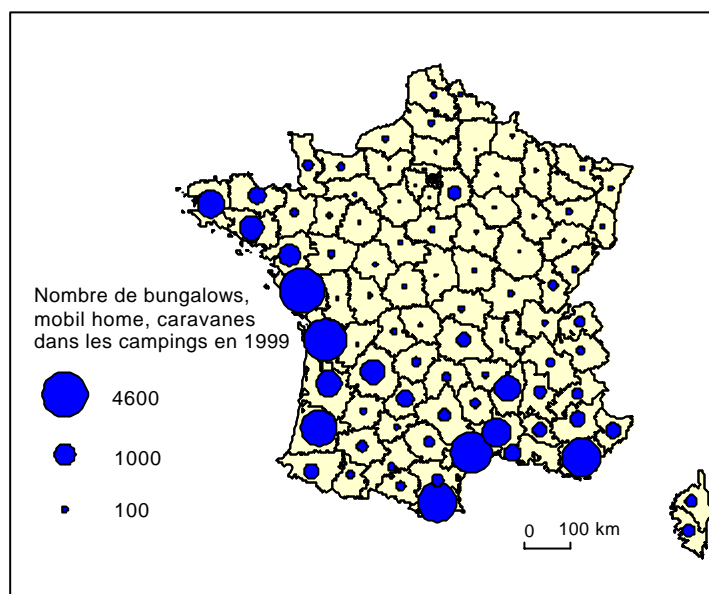 Nombre de bungalows,
mobil home, caravanes
dans les campings en 1999
4600
1000
100
0 100 km